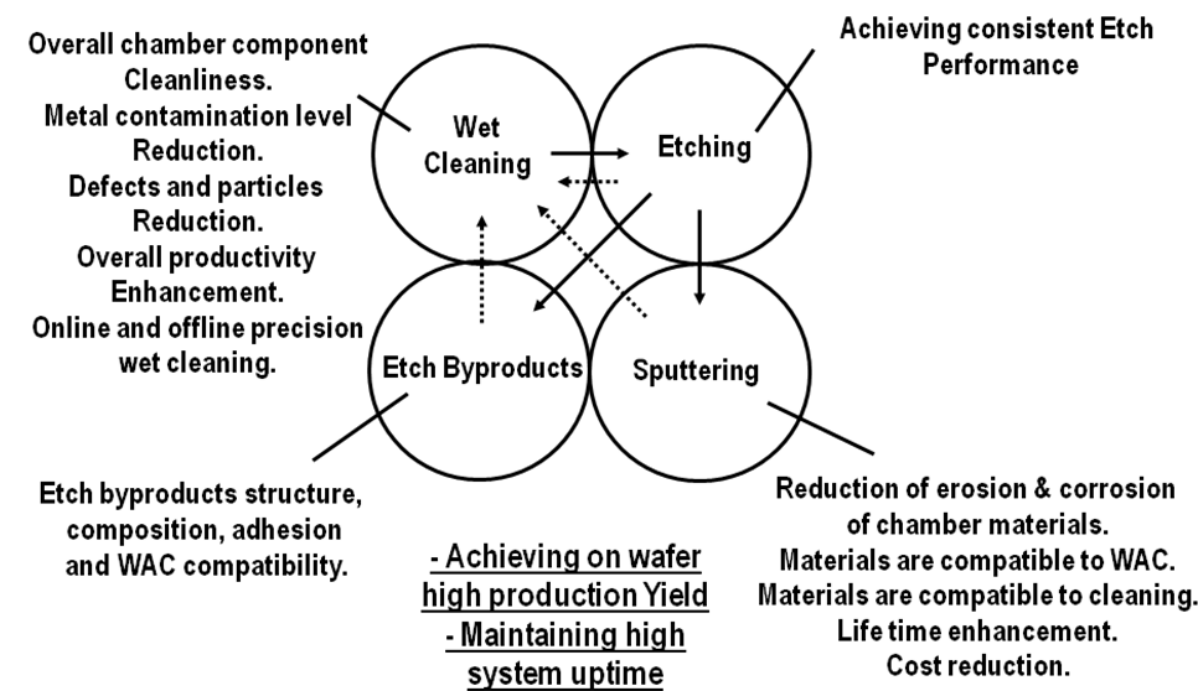 Overall chamber component
Cleanliness.
Metal contamination level
Reduction.
Defects and particles
Reduction.
Overall productivity
Enhancement.
Online and offline precision
wet cleaning.
Achieving consistent Etch
Performance
Wet
Cleaning
Etching
Etch Byproducts
Sputtering
Etch byproducts structure,
composition, adhesion
and WAC compatibility.
- Achieving on wafer
high production Yield
- Maintaining high
system uptime
Reduction of erosion & corrosion
of chamber materials.
Materials are compatible to WAC.
Materials are compatible to cleaning.
Life time enhancement.
Cost reduction.